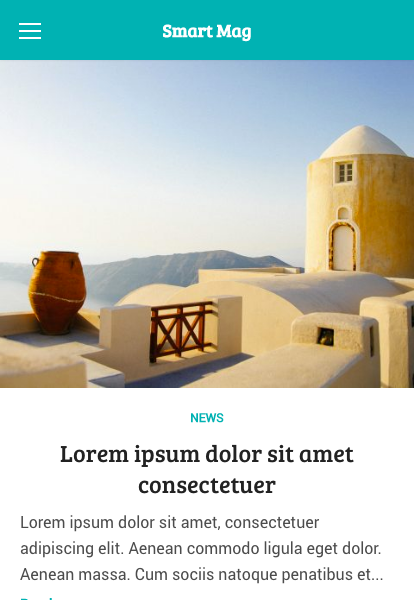 Smart Mag
NEWS
Lorem ipsum dolor sit amet
consectetuer
Lorem ipsum dolor sit amet, consectetuer
adipiscing elit. Aenean commodo ligula eget dolor.
Aenean massa. Cum sociis natoque penatibus et...